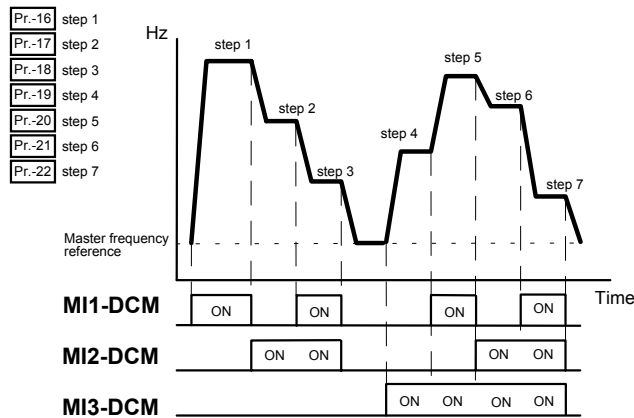 Pr.-16 step 1
Pr.-17 step 2
Pr.-18 step 3
Pr.-19 step 4
Pr.-20 step 5
Pr.-21 step 6
Pr.-22 step 7
Hz
step 1
step 2
step 3
step 4
step 5
step 6
step 7
Master frequency
reference
Time
MI1-DCM ON ON ON ON
MI2-DCM ON ON ON ON
MI3-DCM ON ON ON ON